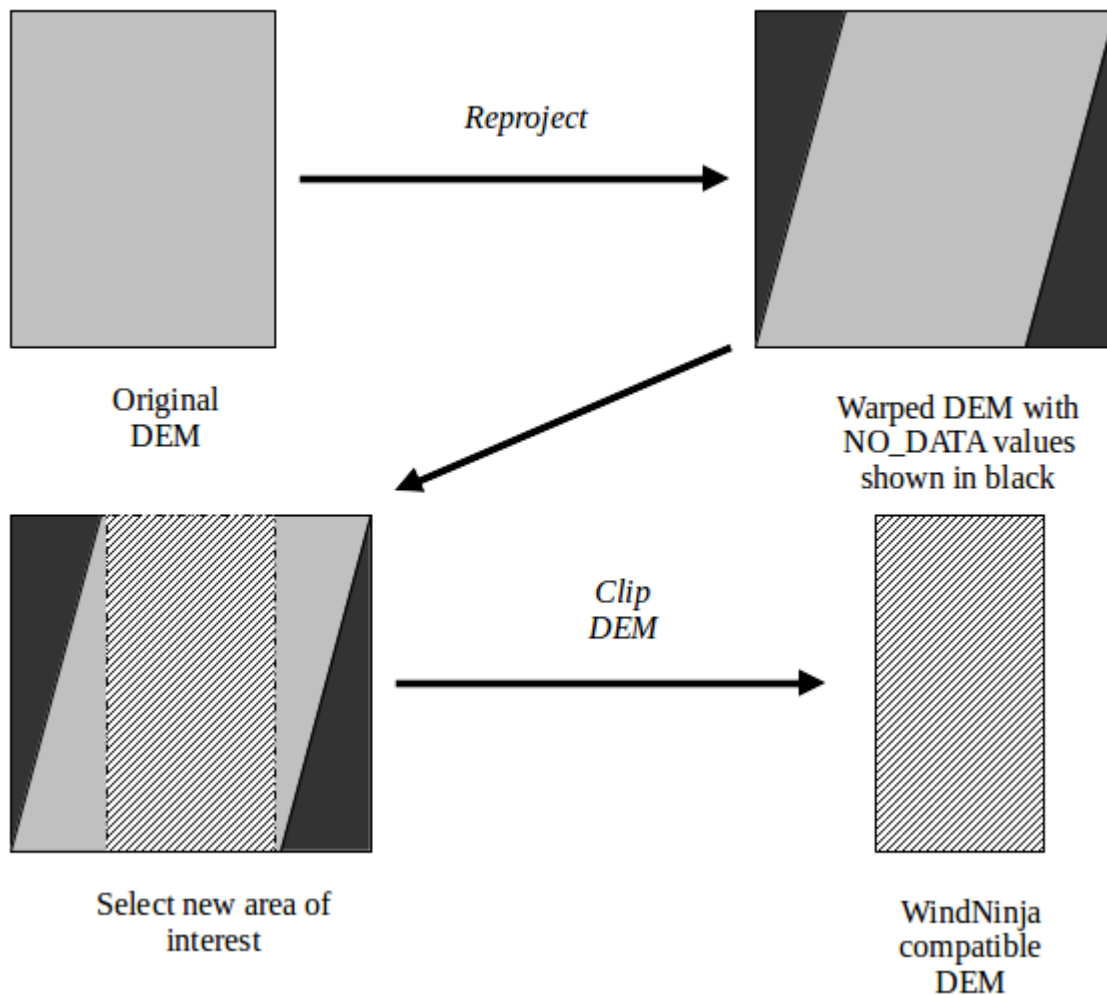 Reproject
Original
DEM
Warped DEM with
NO_DATA values
shown in black
Clip
DEM
Select new area of
interest
WindNinja
compatible
DEM